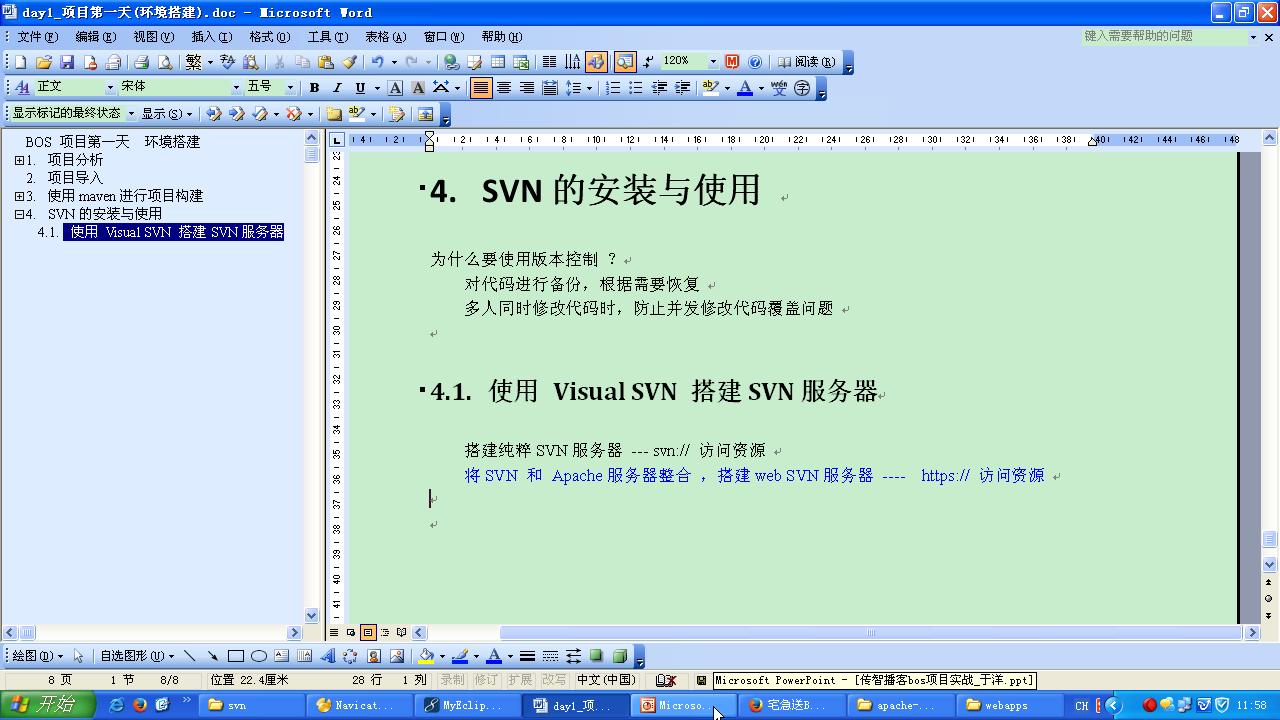 day1_项目第一天(环境搭建).doc - Microsoft Word
文件(F) 编辑(E) 视图(V) 插入(I) 格式(O) 工具(T) 表格(A) 窗口(W) 帮助(H) 键入需要帮助的问题
120% 阅读(R)
正文 宋体 五号
显示标记的最终状态 显示(S)
BOS 项目第一天 环境搭建
1. 项目分析
2. 项目导入
3. 使用 maven 进行项目构建
4. SVN 的安装与使用
4.1. 使用 Visual SVN 搭建 SVN 服务器
4. SVN 的安装与使用
为什么要使用版本控制 ？
对代码进行备份，根据需要恢复
多人同时修改代码时，防止并发修改代码覆盖问题
4.1. 使用 Visual SVN 搭建 SVN 服务器
搭建纯粹 SVN 服务器 --- svn:// 访问资源
将 SVN 和 Apache 服务器整合 ，搭建 web SVN 服务器 ---- https:// 访问资源
绘图(D) 自选图形(U)
8 页 1 节 8/8 位置 22.4厘米 28 行 1 列 录制 修订 扩展 改写 中文(中国)
Microsoft PowerPoint - [传智播客bos项目实战_于洋.ppt]
开始 svn Navicat... MyEclip... day1_项... Microso... 宅急送B... apache-... webapps CH 11:58